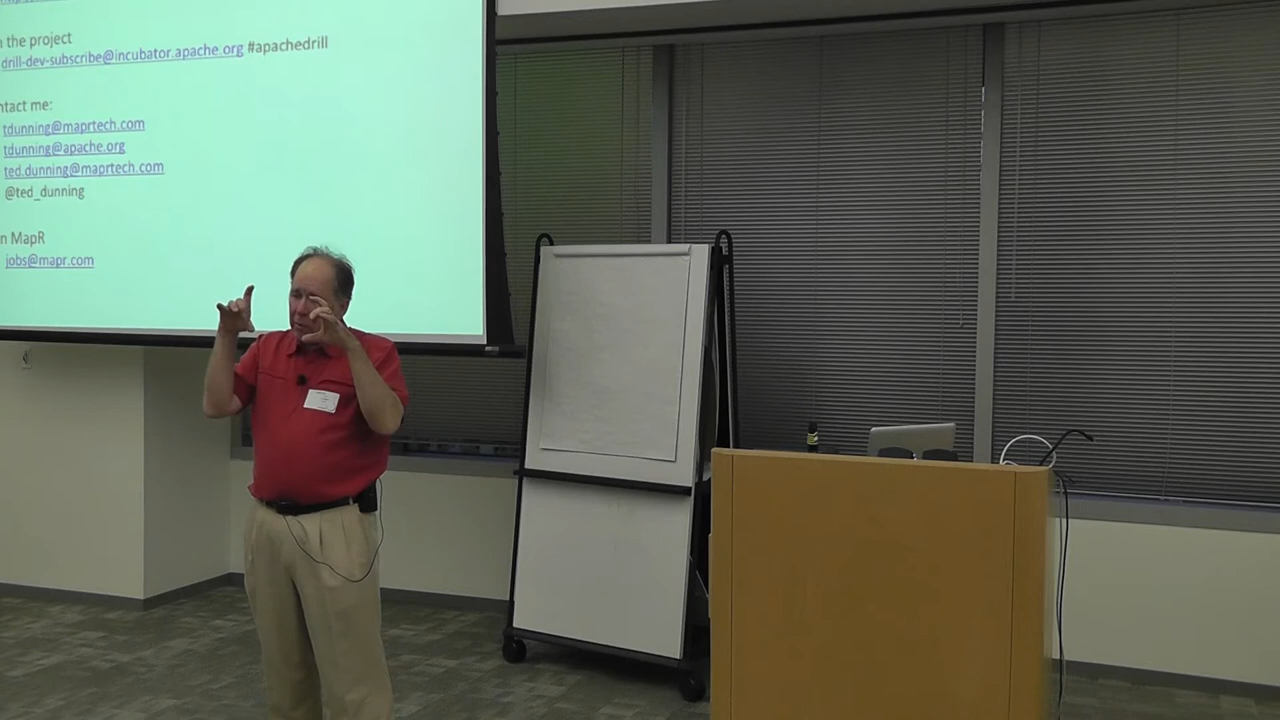 the project
drill-dev-subscribe@incubator.apache.org #apachedrill
ntact me:
tdunning@maprtech.com
tdunning@apache.org
ted.dunning@maprtech.com
@ted_dunning
n MapR
jobs@mapr.com